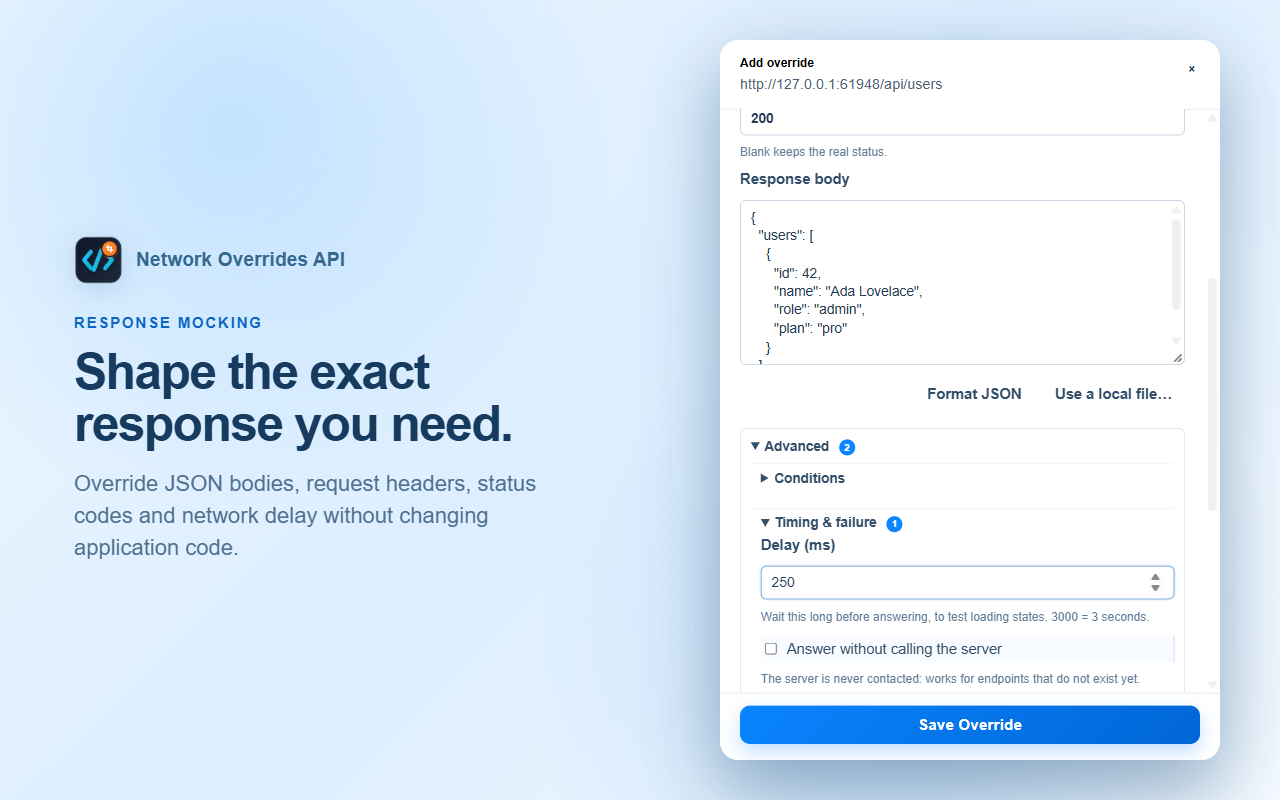 Network Overrides API
RESPONSE MOCKING
Shape the exact
response you need.
Override JSON bodies, request headers, status
codes and network delay without changing
application code.
Add override
http://127.0.0.1:61948/api/users
×
200
Blank keeps the real status.
Response body
{
"users": [
{
"id": 42,
"name": "Ada Lovelace",
"role": "admin",
"plan": "pro"
}
Format JSON Use a local file...
Advanced 2
Conditions
Timing & failure 1
Delay (ms)
250
Wait this long before answering, to test loading states. 3000 = 3 seconds.
Answer without calling the server
The server is never contacted: works for endpoints that do not exist yet.
Save Override